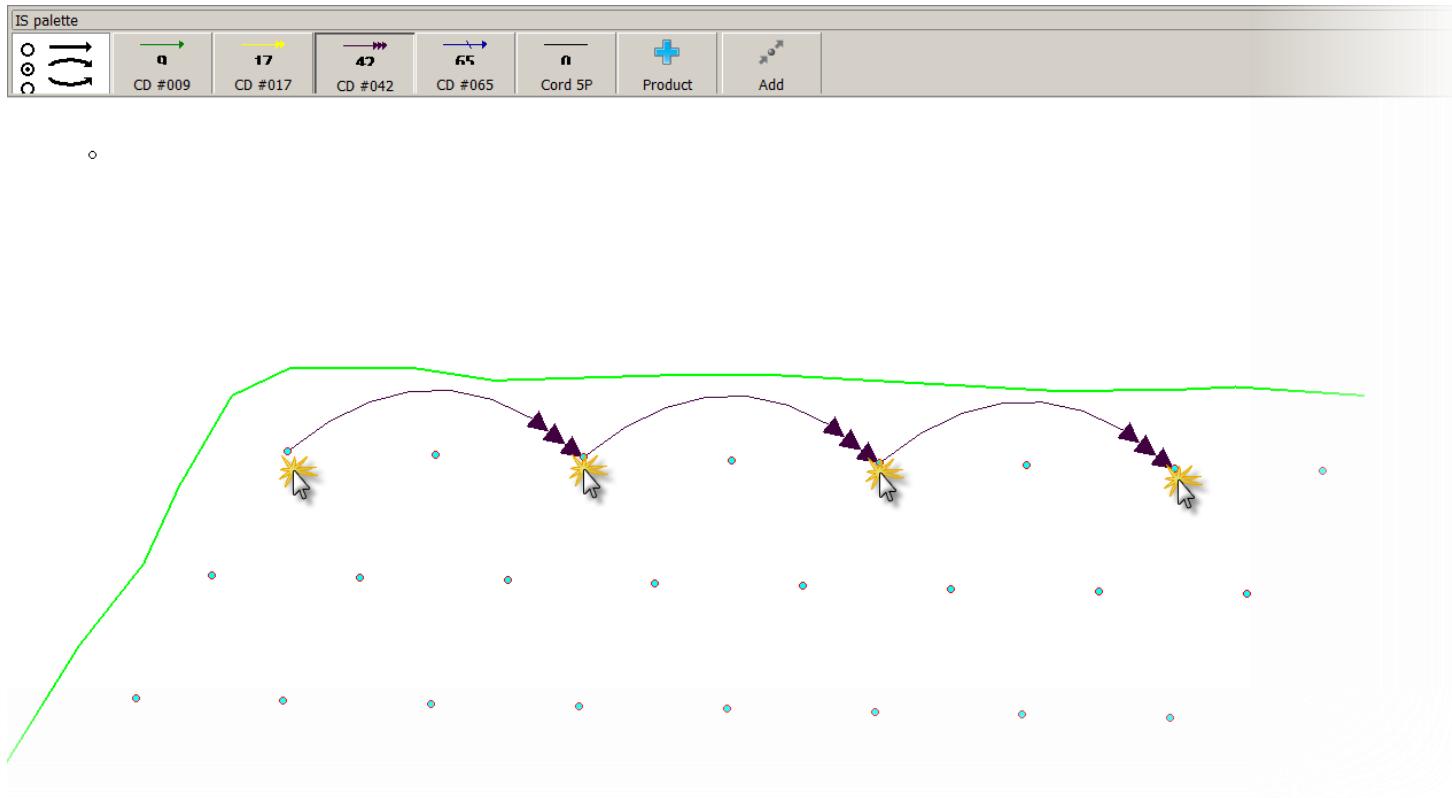 IS palette
9 17 42 65 0
CD #009 CD #017 CD #042 CD #065 Cord 5P Product Add